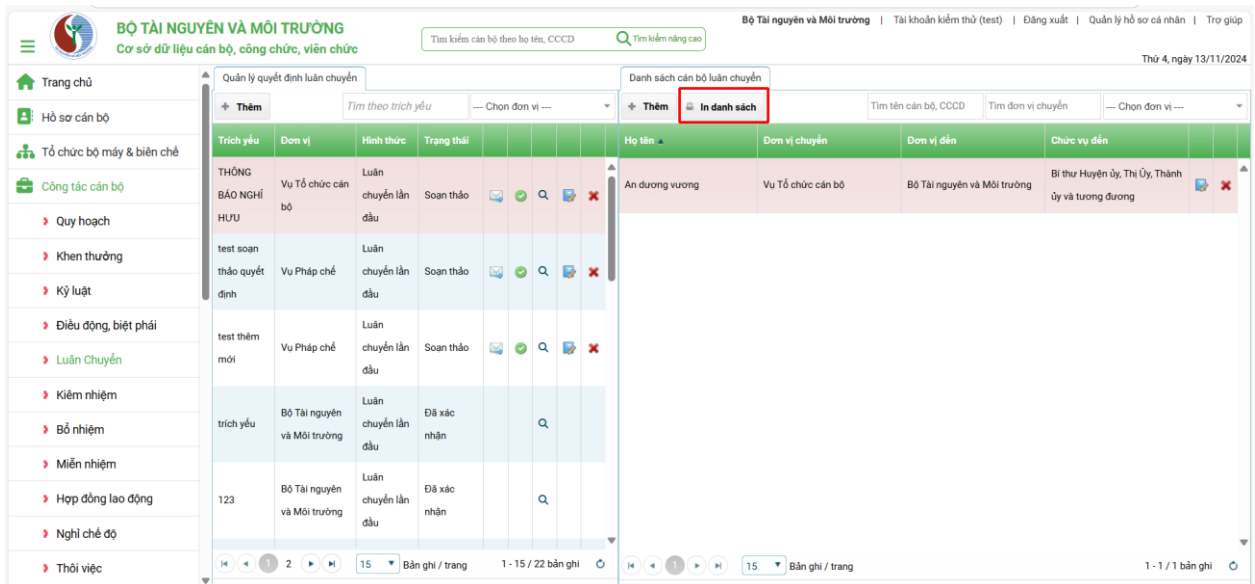 Bộ Tài nguyên và Môi trường | Tài khoản kiểm thử (test) | Đăng xuất | Quản lý hồ sơ cá nhân | Trợ giúp
BỘ TÀI NGUYÊN VÀ MÔI TRƯỜNG
Cơ sở dữ liệu cán bộ, công chức, viên chức
Tìm kiếm cán bộ theo họ tên, CCCD
Tìm kiếm nâng cao
Thứ 4, ngày 13/11/2024
Trang chủ
Hồ sơ cán bộ
Tổ chức bộ máy & biên chế
Công tác cán bộ
Quy hoạch
Khen thưởng
Kỷ luật
Điều động, biệt phái
Luân Chuyển
Kiêm nhiệm
Bổ nhiệm
Miễn nhiệm
Hợp đồng lao động
Nghỉ chế độ
Thôi việc
Quản lý quyết định luân chuyển
Thêm Tìm theo trích yếu --- Chọn đơn vị ---
Trích yếu Đơn vị Hình thức Trạng thái
THÔNG BÁO NGHỈ HƯU Vụ Tổ chức cán bộ Luân chuyển lần đầu Soạn thảo
test soạn thảo quyết định Vụ Pháp chế Luân chuyển lần đầu Soạn thảo
test thêm mới Vụ Pháp chế Luân chuyển lần đầu Soạn thảo
trích yếu Bộ Tài nguyên và Môi trường Luân chuyển lần đầu Đã xác nhận
123 Bộ Tài nguyên và Môi trường Luân chuyển lần đầu Đã xác nhận
1 2 15 Bản ghi / trang 1 - 15 / 22 bản ghi
Danh sách cán bộ luân chuyển
Thêm In danh sách Tìm tên cán bộ, CCCD Tìm đơn vị chuyển --- Chọn đơn vị ---
Họ tên Đơn vị chuyển Đơn vị đến Chức vụ đến
An dương vương Vụ Tổ chức cán bộ Bộ Tài nguyên và Môi trường Bí thư Huyện ủy, Thị Ủy, Thành ủy và tương đương
1 15 Bản ghi / trang 1 - 1 / 1 bản ghi